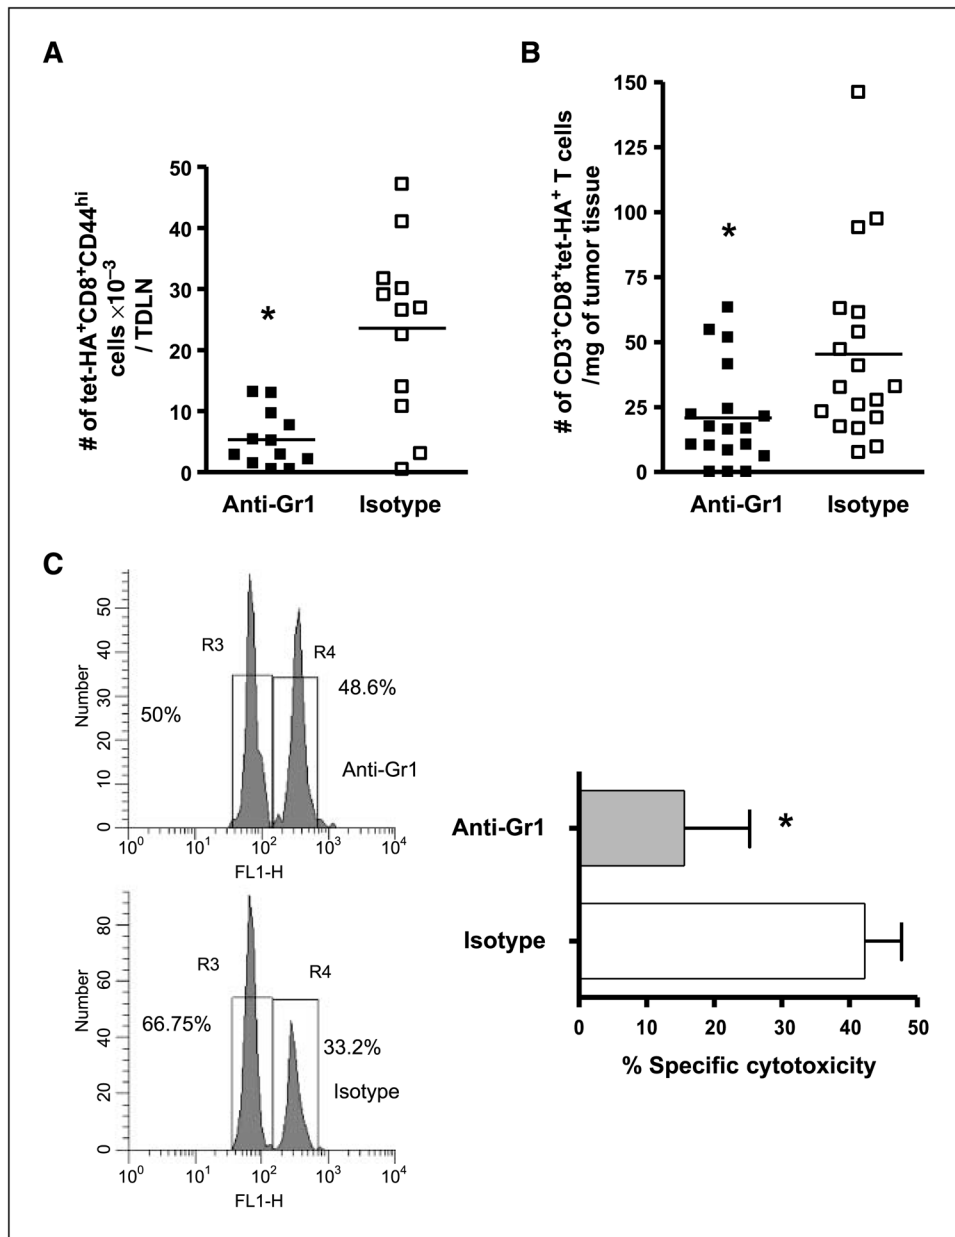 A
# of tet-HA⁺CD8⁺CD44ʰⁱ
cells ×10⁻³
/ TDLN
50
40
30
20
10
0
*
Anti-Gr1
Isotype
B
# of CD3⁺CD8⁺tet-HA⁺ T cells
/mg of tumor tissue
150
125
100
75
50
25
0
*
Anti-Gr1
Isotype
C
Number
50
40
30
20
10
0
R3
R4
50%
48.6%
Anti-Gr1
10⁰ 10¹ 10² 10³ 10⁴
FL1-H
Number
80
60
40
20
0
R3
R4
66.75%
33.2%
Isotype
10⁰ 10¹ 10² 10³ 10⁴
FL1-H
Anti-Gr1
*
Isotype
0 10 20 30 40 50
% Specific cytotoxicity